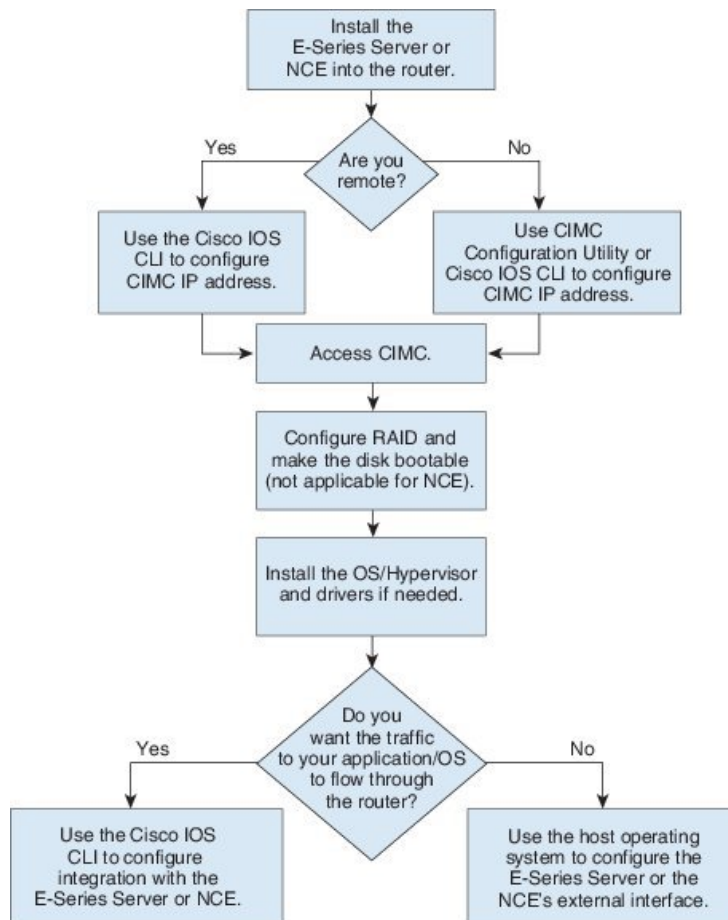 Install the
E-Series Server or
NCE into the router.
Yes
Are you
remote?
No
Use the Cisco IOS
CLI to configure
CIMC IP address.
Use CIMC
Configuration Utility or
Cisco IOS CLI to configure
CIMC IP address.
Access CIMC.
Configure RAID and
make the disk bootable
(not applicable for NCE).
Install the OS/Hypervisor
and drivers if needed.
Do you
want the traffic
to your application/OS
to flow through
the router?
Yes
No
Use the Cisco IOS
CLI to configure
integration with the
E-Series Server or NCE.
Use the host operating
system to configure the
E-Series Server or the
NCE's external interface.